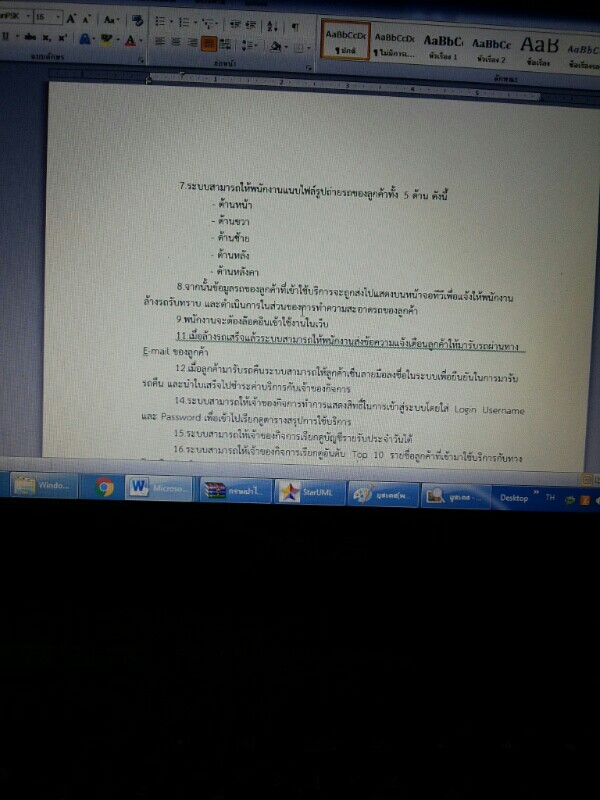 16
A A Aa
U abc x, x² A
AaBbCcDc AaBbCcDc AaBbCc AaBbCc AaB AaBbCc
¶ ปกติ ¶ ไม่มีการ... หัวเรื่อง 1 หัวเรื่อง 2 ชื่อเรื่อง
ย่อหน้า ลักษณะ
7.ระบบสามารถให้พนักงานแนบไฟล์รูปถ่ายรถของลูกค้าทั้ง 5 ด้าน ดังนี้
- ด้านหน้า
- ด้านขวา
- ด้านซ้าย
- ด้านหลัง
- ด้านหลังคา
8.จากนั้นข้อมูลรถของลูกค้าที่เข้าใช้บริการจะถูกส่งไปแสดงบนหน้าจอทีวีเพื่อแจ้งให้พนักงาน
ล้างรถรับทราบ และดำเนินการในส่วนของการทำความสะอาดรถของลูกค้า
9.พนักงานจะต้องล็อคอินเข้าใช้งานในเว็บ
11.เมื่อล้างรถเสร็จแล้วระบบสามารถให้พนักงานส่งข้อความแจ้งเตือนลูกค้าให้มารับรถผ่านทาง
E-mail ของลูกค้า
12.เมื่อลูกค้ามารับรถคืนระบบสามารถให้ลูกค้าเซ็นลายมือลงชื่อในระบบเพื่อยืนยันในการมารับ
รถคืน และนำใบเสร็จไปชำระค่าบริการกับเจ้าของกิจการ
14.ระบบสามารถให้เจ้าของกิจการทำการแสดงสิทธิ์ในการเข้าสู่ระบบโดยใส่ Login Username
และ Password เพื่อเข้าไปเรียกดูตารางสรุปการใช้บริการ
15.ระบบสามารถให้เจ้าของกิจการเรียกดูบัญชีรายรับประจำวันได้
16.ระบบสามารถให้เจ้าของกิจการเรียกดูอันดับ Top 10 รายชื่อลูกค้าที่เข้ามาใช้บริการกับทาง
Windo... Microso... StarUML ยูสเคส - Desktop TH